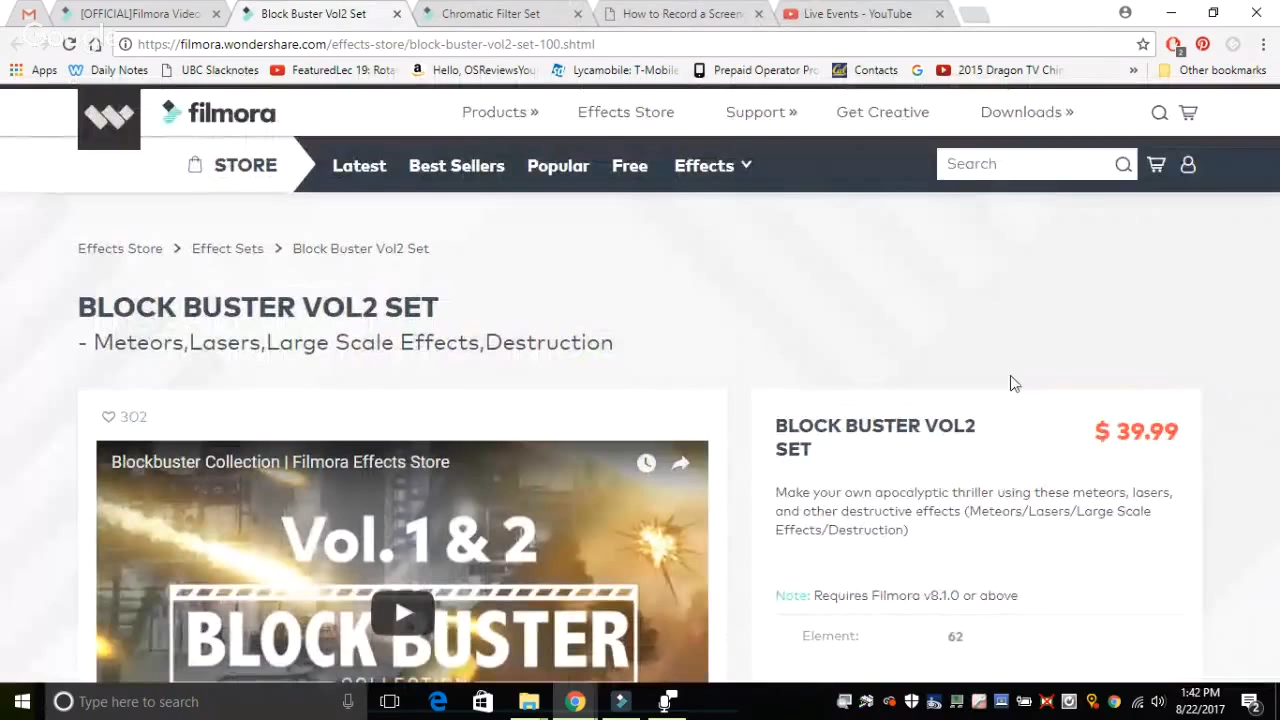 [OFFICIAL]Filmora Video
Block Buster Vol2 Set
Chromatic Filter Set
How to Record a Screen
Live Events - YouTube
https://filmora.wondershare.com/effects-store/block-buster-vol2-set-100.shtml
2
Apps
Daily Notes
UBC Slacknotes
FeaturedLec 19: Rota
Hello, OSReviewsYou
Lycamobile: T-Mobile
Prepaid Operator Pro
Contacts
2015 Dragon TV Chin
Other bookmarks
filmora
Products »
Effects Store
Support »
Get Creative
Downloads »
STORE
Latest
Best Sellers
Popular
Free
Effects
Search
Effects Store > Effect Sets > Block Buster Vol2 Set
BLOCK BUSTER VOL2 SET
- Meteors,Lasers,Large Scale Effects,Destruction
302
Blockbuster Collection | Filmora Effects Store
Vol.1 & 2
BLOCK BUSTER
COLLECTION
BLOCK BUSTER VOL2
SET
$ 39.99
Make your own apocalyptic thriller using these meteors, lasers,
and other destructive effects (Meteors/Lasers/Large Scale
Effects/Destruction)
Note: Requires Filmora v8.1.0 or above
Element: 62
Type here to search
1:42 PM
8/22/2017
2